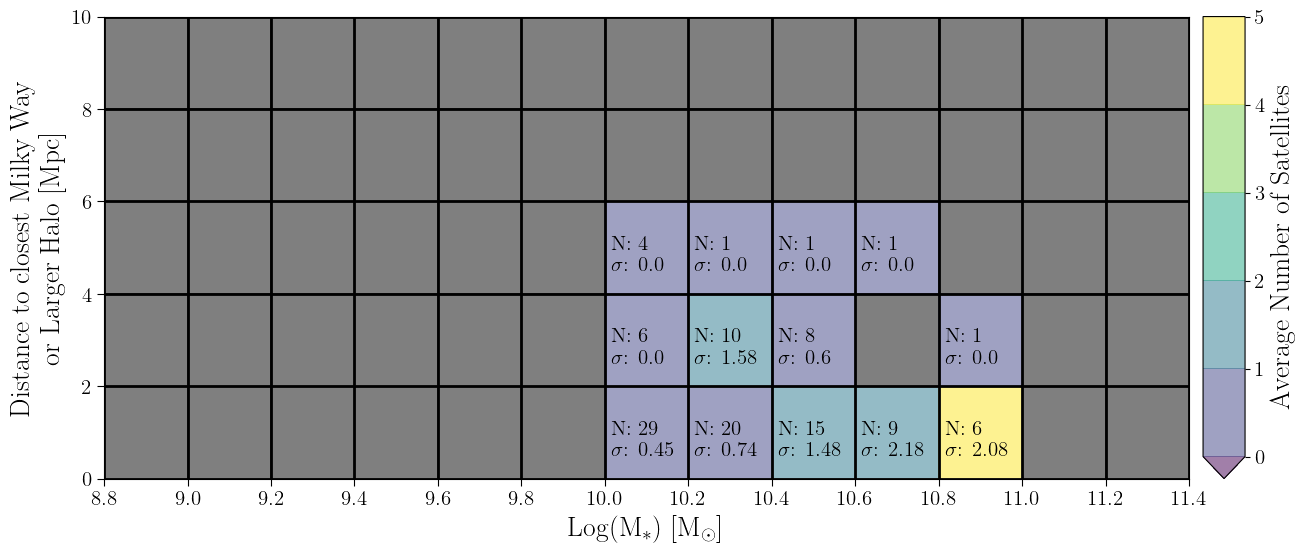 10
8
6
4
2
0
Distance to closest Milky Way
or Larger Halo [Mpc]
N: 4
σ: 0.0
N: 1
σ: 0.0
N: 1
σ: 0.0
N: 1
σ: 0.0
N: 6
σ: 0.0
N: 10
σ: 1.58
N: 8
σ: 0.6
N: 1
σ: 0.0
N: 29
σ: 0.45
N: 20
σ: 0.74
N: 15
σ: 1.48
N: 9
σ: 2.18
N: 6
σ: 2.08
8.8 9.0 9.2 9.4 9.6 9.8 10.0 10.2 10.4 10.6 10.8 11.0 11.2 11.4
Log(M∗) [M⊙]
5
4
3
2
1
0
Average Number of Satellites